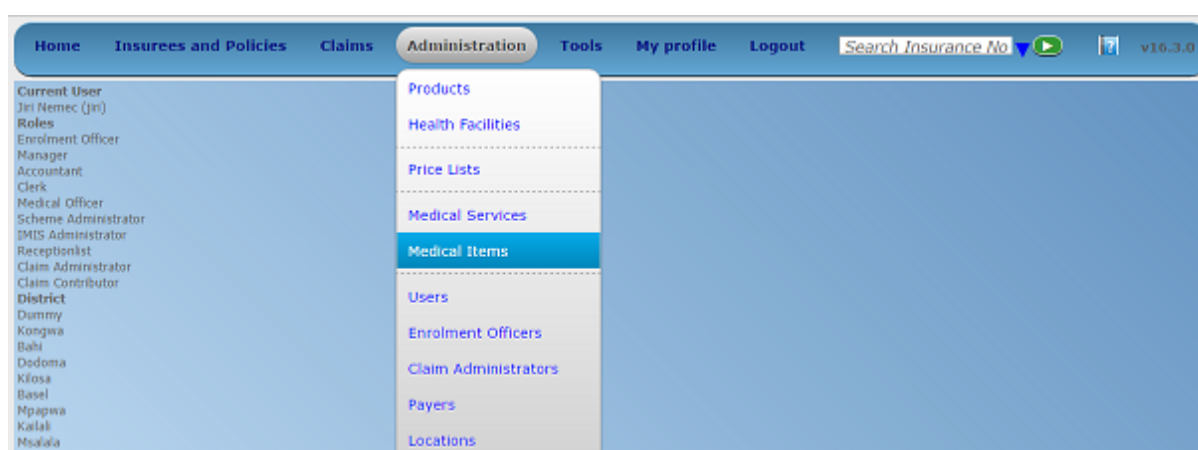 Home Insurees and Policies Claims Administration Tools My profile Logout Search Insurance No v16.3.0
Current User
Jiri Nemec (jiri)
Roles
Enrolment Officer
Manager
Accountant
Clerk
Medical Officer
Scheme Administrator
IMIS Administrator
Receptionlist
Claim Administrator
Claim Contributor
District
Dummy
Kongwa
Bahi
Dodoma
Kilosa
Basel
Mpapwa
Kailali
Msalala
Products
Health Facilities
Price Lists
Medical Services
Medical Items
Users
Enrolment Officers
Claim Administrators
Payers
Locations